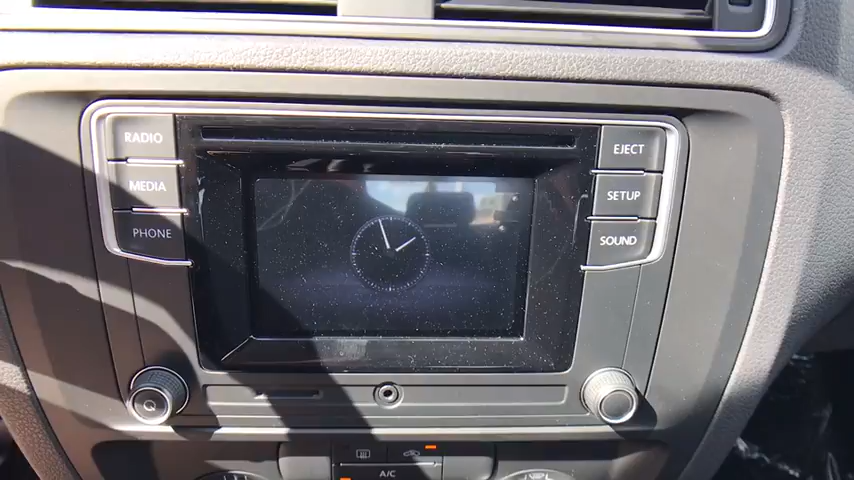 RADIO
MEDIA
PHONE
EJECT
SETUP
SOUND
A/C